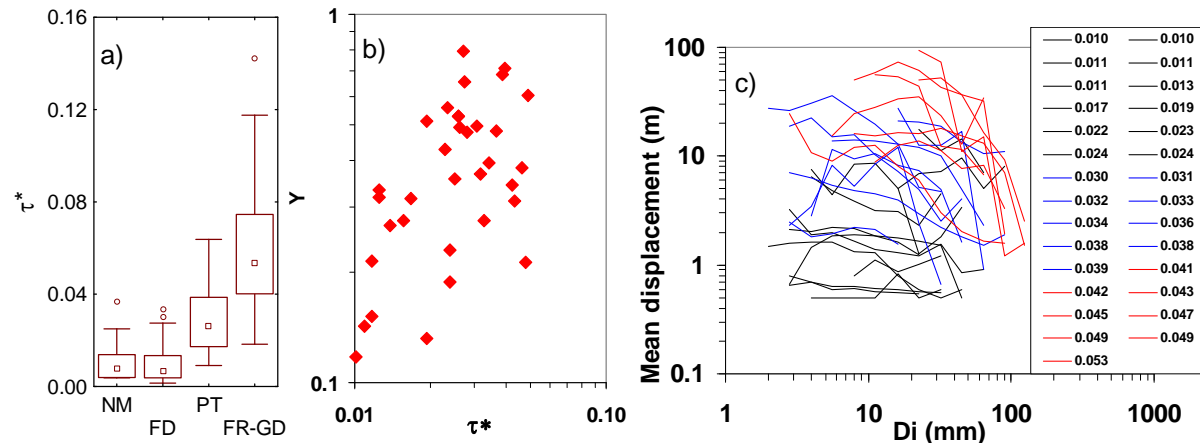 a)
0.16
0.12
0.08
0.04
0.00
τ*
NM
FD
PT
FR-GD
b)
1
0.1
Y
0.01
0.10
τ*
c)
100
10
1
0.1
Mean displacement (m)
1
10
100
1000
Di (mm)
0.010 0.010
0.011 0.011
0.011 0.013
0.017 0.019
0.022 0.023
0.024 0.024
0.030 0.031
0.032 0.033
0.034 0.036
0.038 0.038
0.039 0.041
0.042 0.043
0.045 0.047
0.049 0.049
0.053